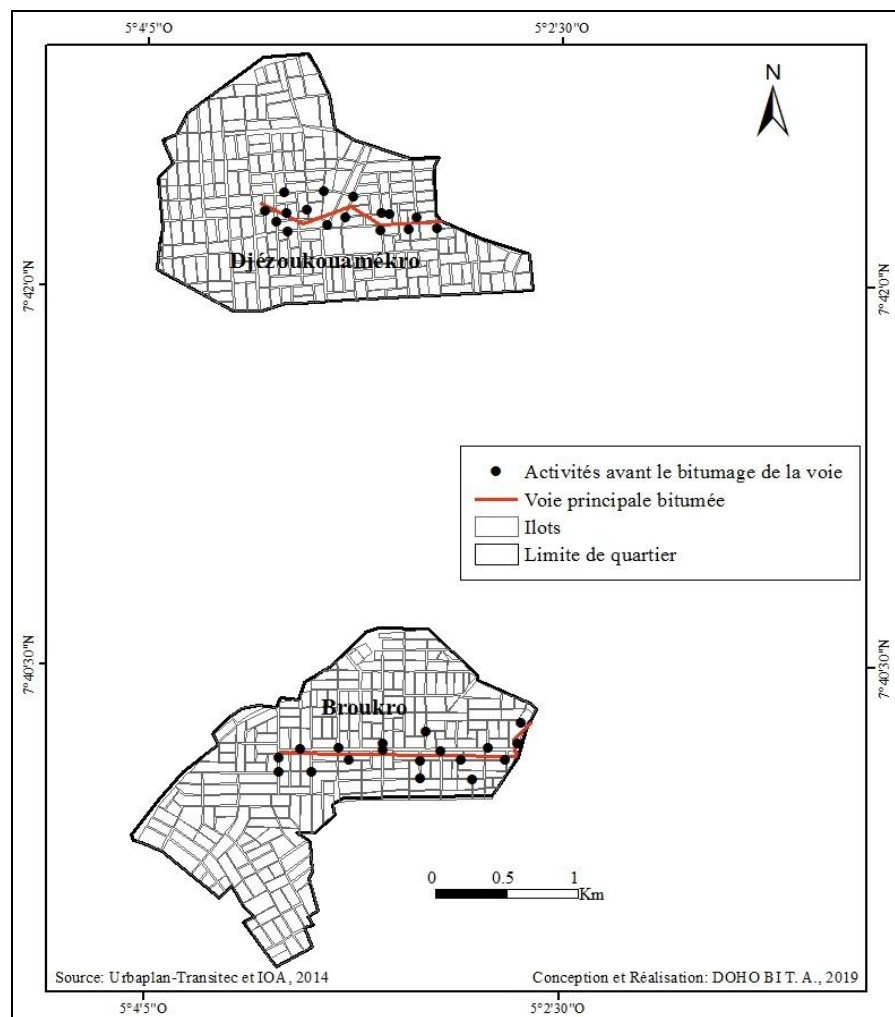 5°4'5"O
5°2'30"O
N
Djézoukouamékro
7°42'0"N
7°42'0"N
Activités avant le bitumage de la voie
Voie principale bitumée
Ilots
Limite de quartier
7°40'30"N
7°40'30"N
Broukro
0 0.5 1
Km
Source: Urbaplan-Transitec et IOA, 2014
Conception et Réalisation: DOHO BI T. A., 2019
5°4'5"O
5°2'30"O